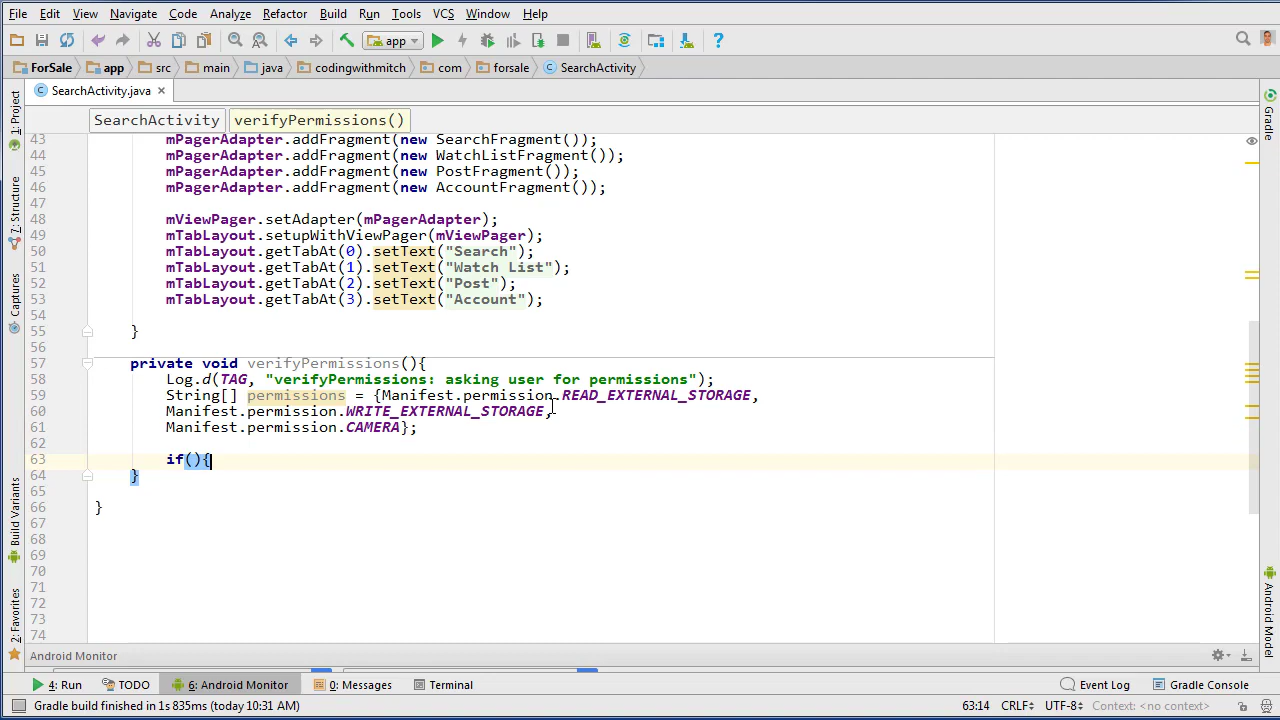 File Edit View Navigate Code Analyze Refactor Build Run Tools VCS Window Help
app
ForSale app src main java codingwithmitch com forsale SearchActivity
SearchActivity.java
SearchActivity verifyPermissions()
43 mPagerAdapter.addFragment(new SearchFragment());
44 mPagerAdapter.addFragment(new WatchListFragment());
45 mPagerAdapter.addFragment(new PostFragment());
46 mPagerAdapter.addFragment(new AccountFragment());
47
48 mViewPager.setAdapter(mPagerAdapter);
49 mTabLayout.setupWithViewPager(mViewPager);
50 mTabLayout.getTabAt(0).setText("Search");
51 mTabLayout.getTabAt(1).setText("Watch List");
52 mTabLayout.getTabAt(2).setText("Post");
53 mTabLayout.getTabAt(3).setText("Account");
54
55 }
56
57 private void verifyPermissions(){
58 Log.d(TAG, "verifyPermissions: asking user for permissions");
59 String[] permissions = {Manifest.permission.READ_EXTERNAL_STORAGE,
60 Manifest.permission.WRITE_EXTERNAL_STORAGE,
61 Manifest.permission.CAMERA};
62
63 if(){
64 }
65
66 }
67
68
69
70
71
72
73
74
1: Project
7: Structure
Captures
Build Variants
2: Favorites
Gradle
Android Model
Android Monitor
4: Run TODO 6: Android Monitor 0: Messages Terminal Event Log Gradle Console
Gradle build finished in 1s 835ms (today 10:31 AM) 63:14 CRLF UTF-8 Context: <no context>